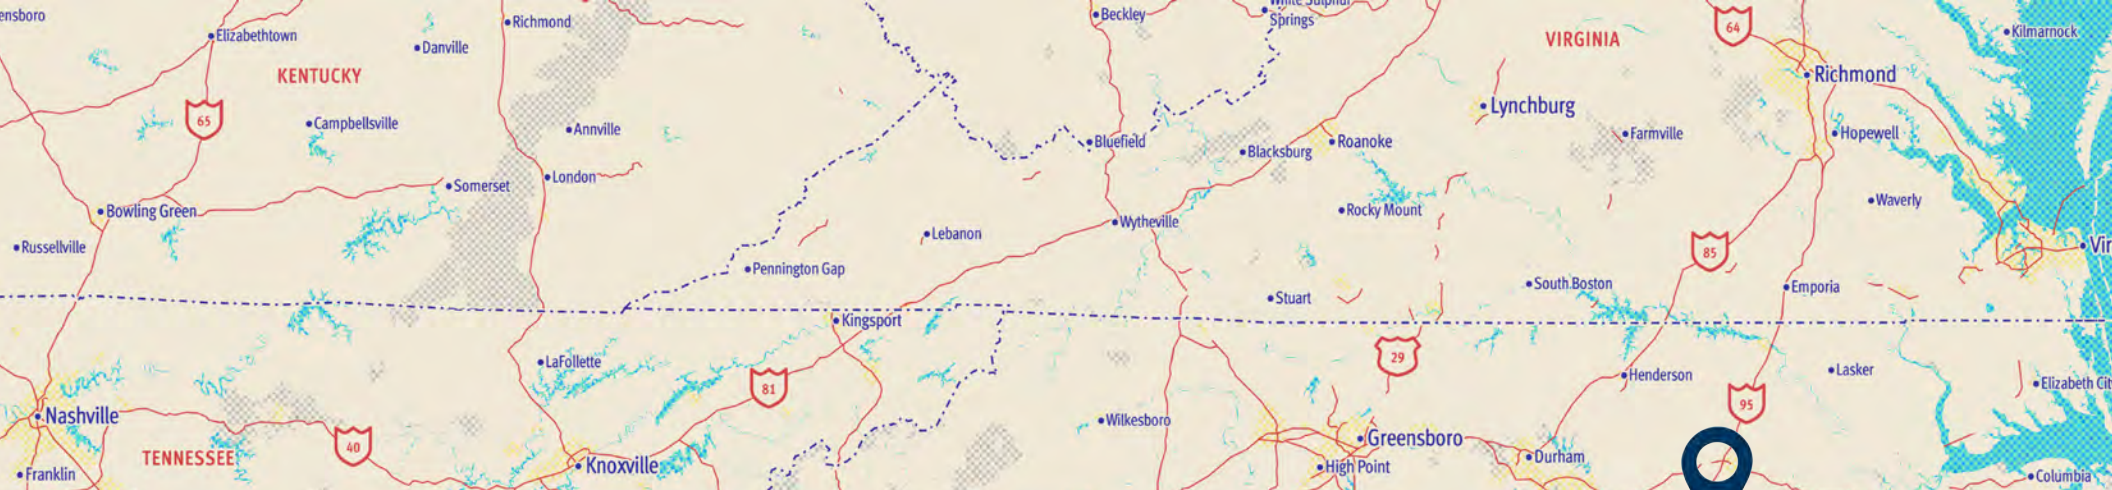 ensboro
Elizabethtown
Richmond
Danville
KENTUCKY
65
Campbellsville
Annville
London
Somerset
Bowling Green
Russellville
Beckley
White Sulphur
Springs
VIRGINIA
64
Kilmarnock
Richmond
Lynchburg
Farmville
Hopewell
Bluefield
Blacksburg
Roanoke
Waverly
Rocky Mount
Wytheville
Lebanon
Pennington Gap
85
Vir
South Boston
Emporia
Stuart
Kingsport
LaFollette
29
81
Henderson
Lasker
Elizabeth Cit
95
Nashville
TENNESSEE
40
Franklin
Knoxville
Wilkesboro
Greensboro
High Point
Durham
Columbia